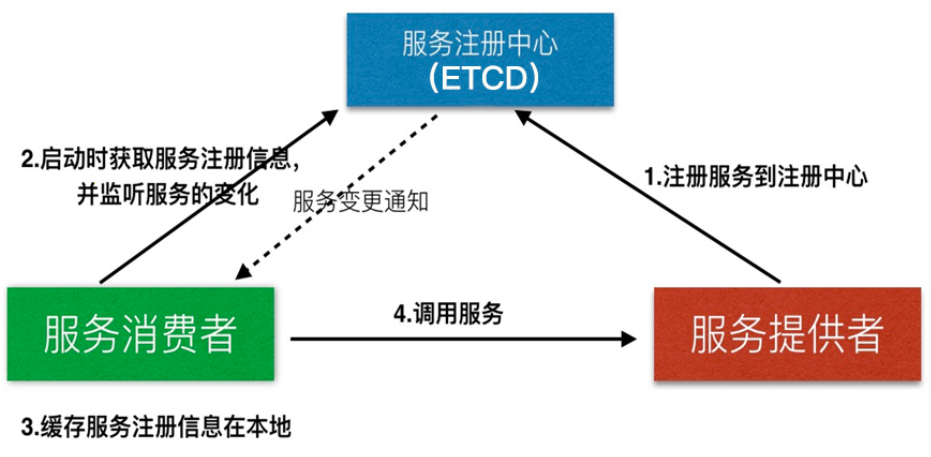 服务注册中心
(ETCD)
2.启动时获取服务注册信息,
并监听服务的变化
服务变更通知
1.注册服务到注册中心
服务消费者
4.调用服务
服务提供者
3.缓存服务注册信息在本地